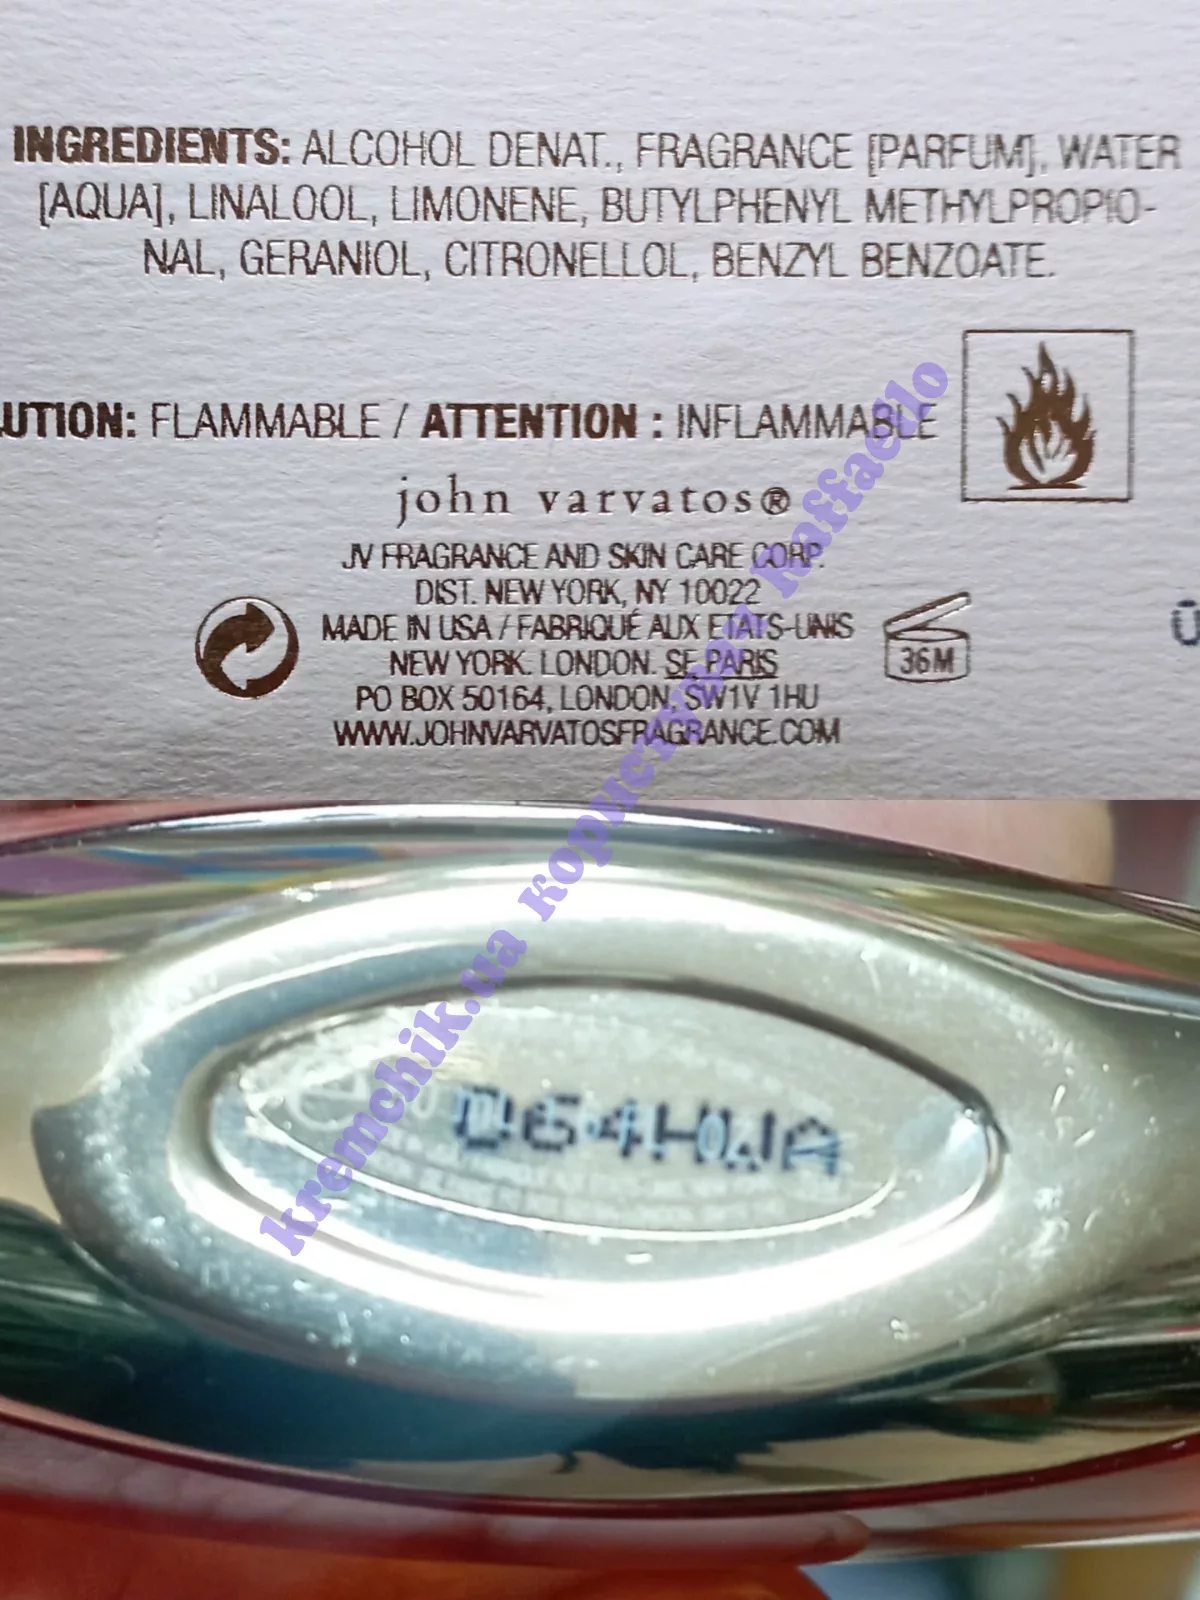 INGREDIENTS: ALCOHOL DENAT., FRAGRANCE [PARFUM], WATER
[AQUA], LINALOOL, LIMONENE, BUTYLPHENYL METHYLPROPIO-
NAL, GERANIOL, CITRONELLOL, BENZYL BENZOATE.
UTION: FLAMMABLE / ATTENTION : INFLAMMABLE
john varvatos®
JV FRAGRANCE AND SKIN CARE CORP.
DIST. NEW YORK, NY 10022
MADE IN USA / FABRIQUÉ AUX ETATS-UNIS
NEW YORK. LONDON. SE PARIS
PO BOX 50164, LONDON, SW1V 1HU
WWW.JOHNVARVATOSFRAGRANCE.COM
36M
kremchik.ua користувач Raffaello